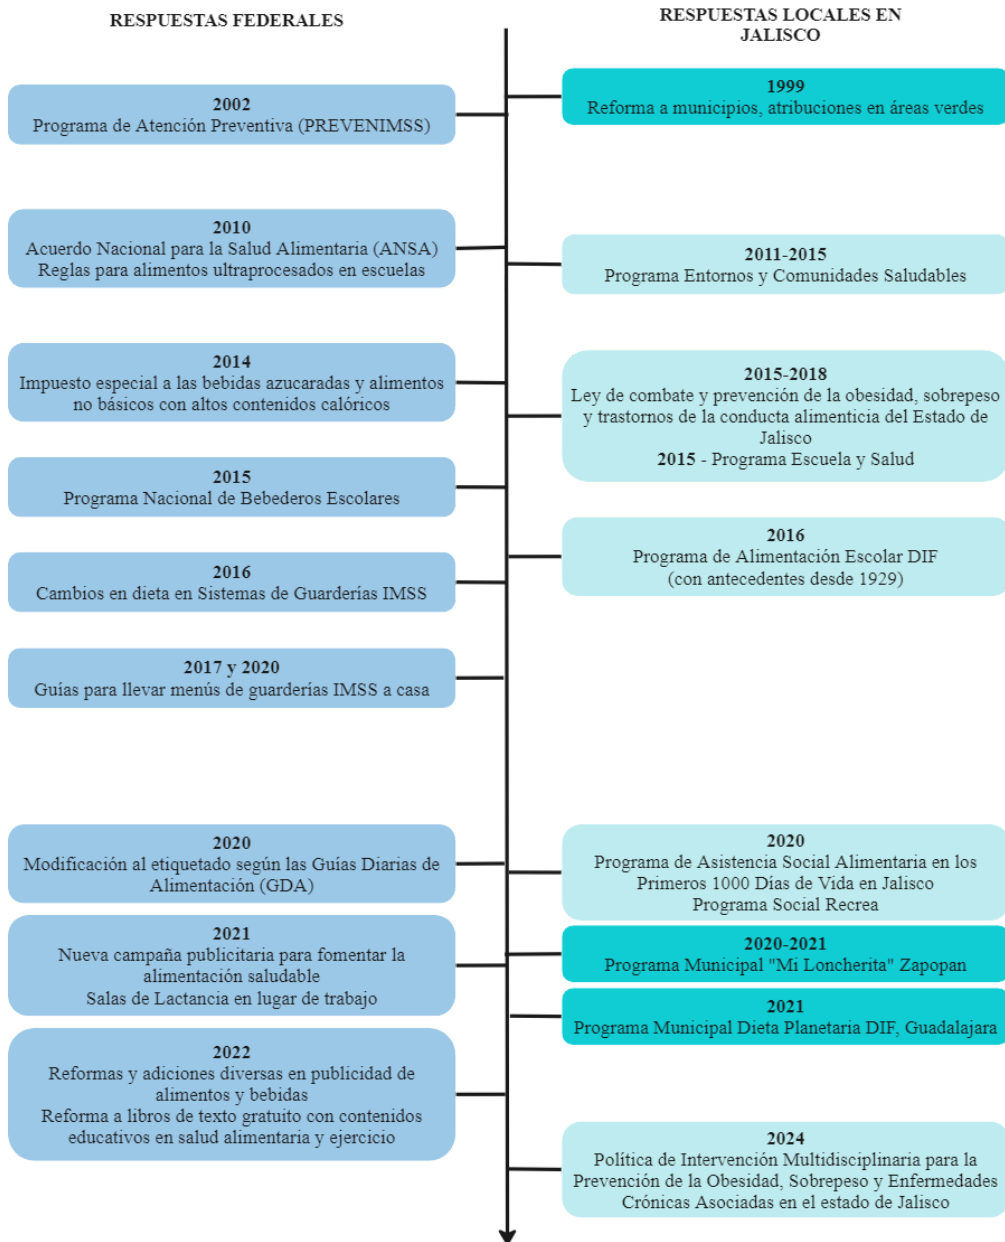 RESPUESTAS FEDERALES
2002
Programa de Atención Preventiva (PREVENIMSS)
2010
Acuerdo Nacional para la Salud Alimentaria (ANSA)
Reglas para alimentos ultraprocesados en escuelas
2014
Impuesto especial a las bebidas azucaradas y alimentos
no básicos con altos contenidos calóricos
2015
Programa Nacional de Bebederos Escolares
2016
Cambios en dieta en Sistemas de Guarderías IMSS
2017 y 2020
Guías para llevar menús de guarderías IMSS a casa
2020
Modificación al etiquetado según las Guías Diarias de
Alimentación (GDA)
2021
Nueva campaña publicitaria para fomentar la
alimentación saludable
Salas de Lactancia en lugar de trabajo
2022
Reformas y adiciones diversas en publicidad de
alimentos y bebidas
Reforma a libros de texto gratuito con contenidos
educativos en salud alimentaria y ejercicio
RESPUESTAS LOCALES EN
JALISCO
1999
Reforma a municipios, atribuciones en áreas verdes
2011-2015
Programa Entornos y Comunidades Saludables
2015-2018
Ley de combate y prevención de la obesidad, sobrepeso
y trastornos de la conducta alimenticia del Estado de
Jalisco
2015 - Programa Escuela y Salud
2016
Programa de Alimentación Escolar DIF
(con antecedentes desde 1929)
2020
Programa de Asistencia Social Alimentaria en los
Primeros 1000 Días de Vida en Jalisco
Programa Social Recrea
2020-2021
Programa Municipal "Mi Loncherita" Zapopan
2021
Programa Municipal Dieta Planetaria DIF, Guadalajara
2024
Política de Intervención Multidisciplinaria para la
Prevención de la Obesidad, Sobrepeso y Enfermedades
Crónicas Asociadas en el estado de Jalisco